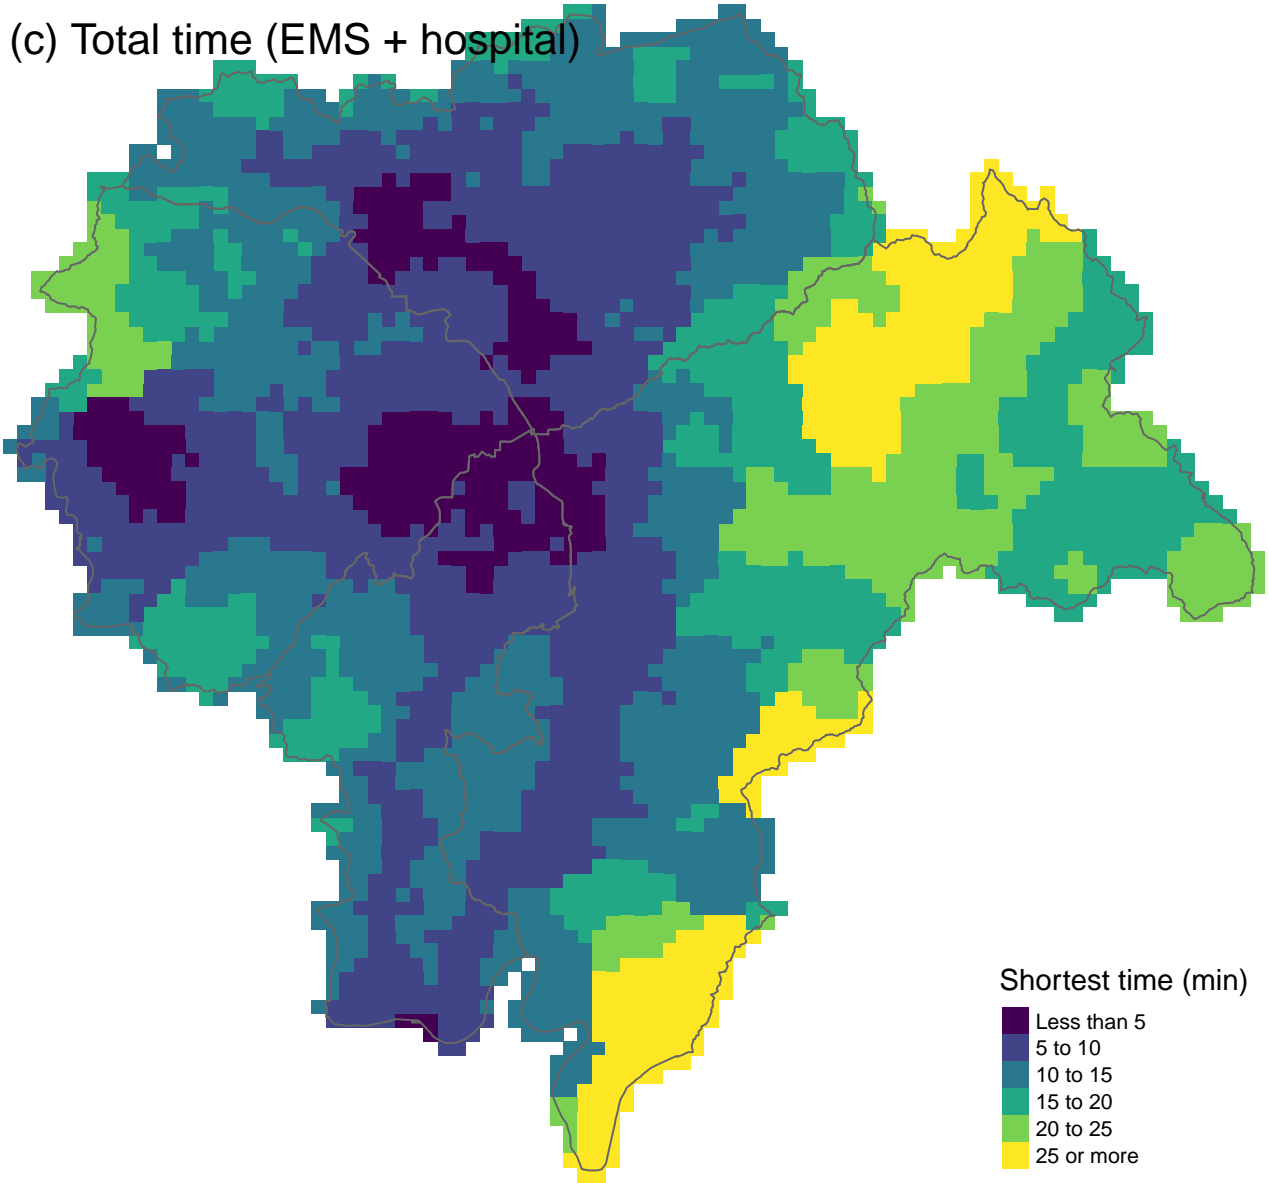 (c) Total time (EMS + hospital)
Shortest time (min)
Less than 5
5 to 10
10 to 15
15 to 20
20 to 25
25 or more